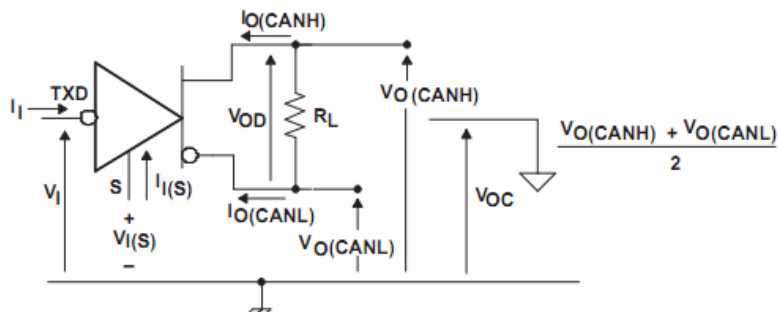 IO(CANH)
TXD
II
VO(CANH)
VOD
RL
VO(CANH) + VO(CANL)
2
S
II(S)
VI
IO(CANL)
VOC
+
VI(S)
–
VO(CANL)